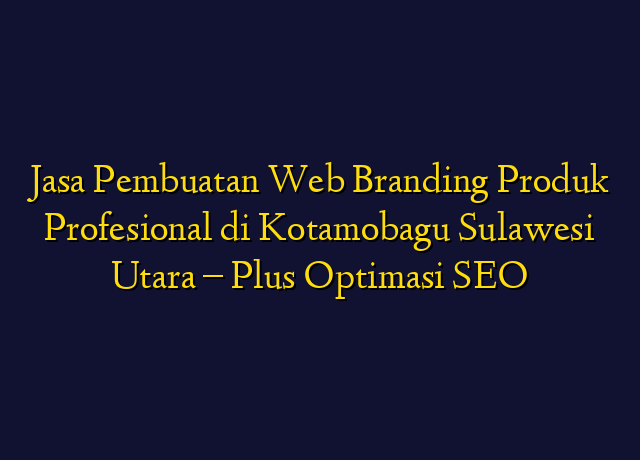 Jasa Pembuatan Web Branding Produk
Profesional di Kotamobagu Sulawesi
Utara – Plus Optimasi SEO